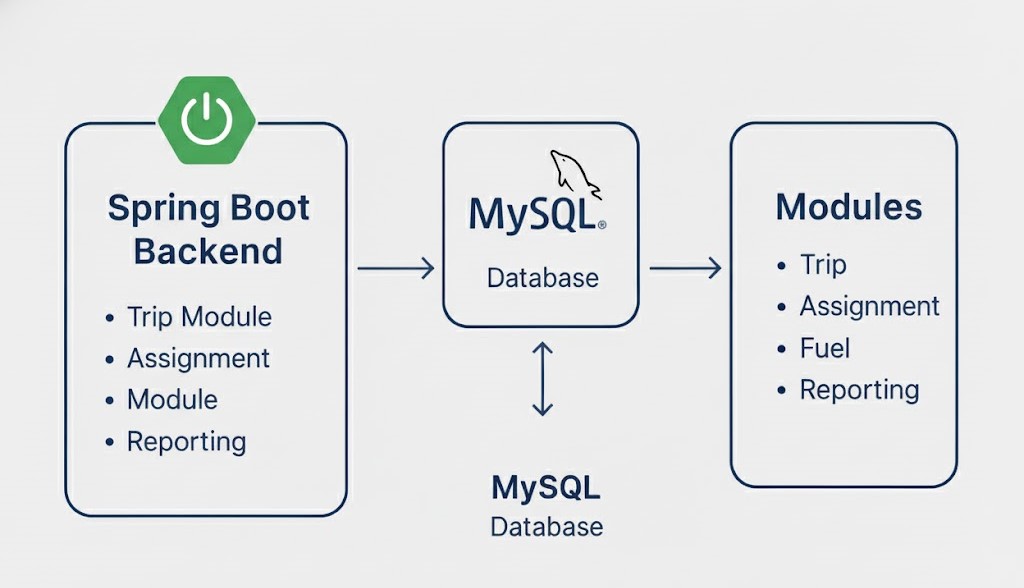 Spring Boot
Backend
• Trip Module
• Assignment
• Module
• Reporting
MySQL®
Database
MySQL
Database
Modules
• Trip
• Assignment
• Fuel
• Reporting